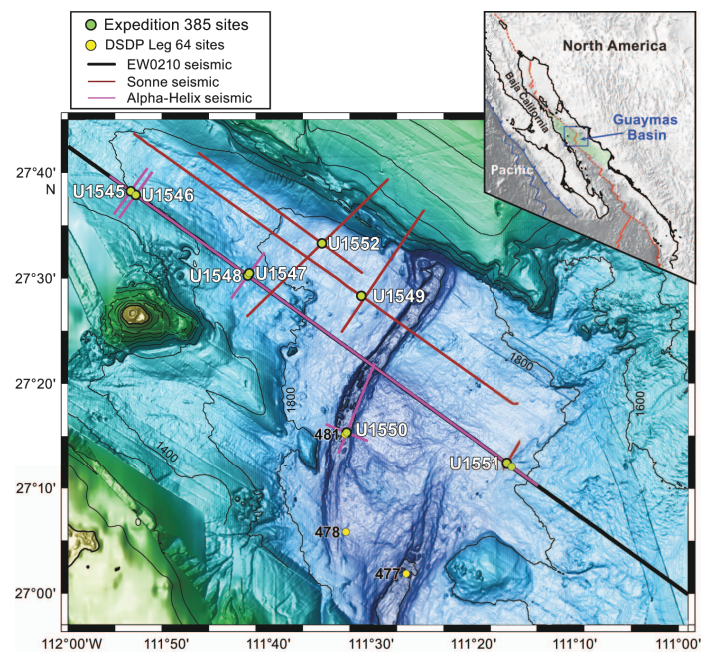 Expedition 385 sites
DSDP Leg 64 sites
EW0210 seismic
Sonne seismic
Alpha-Helix seismic
North America
Baja California
Guaymas
Basin
Pacific
27°40'
N
U1545
U1546
U1552
27°30'
U1548
U1547
U1549
27°20'
1800
1800
1600
481
U1550
1400
U1551
27°10'
478
477
27°00'
112°00'W
111°50'
111°40'
111°30'
111°20'
111°10'
111°00'